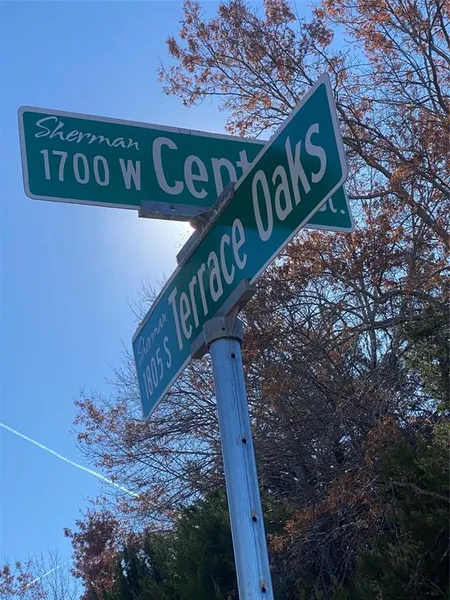 Sherman
1700 W
Sherman
1805 S Terrace Oaks